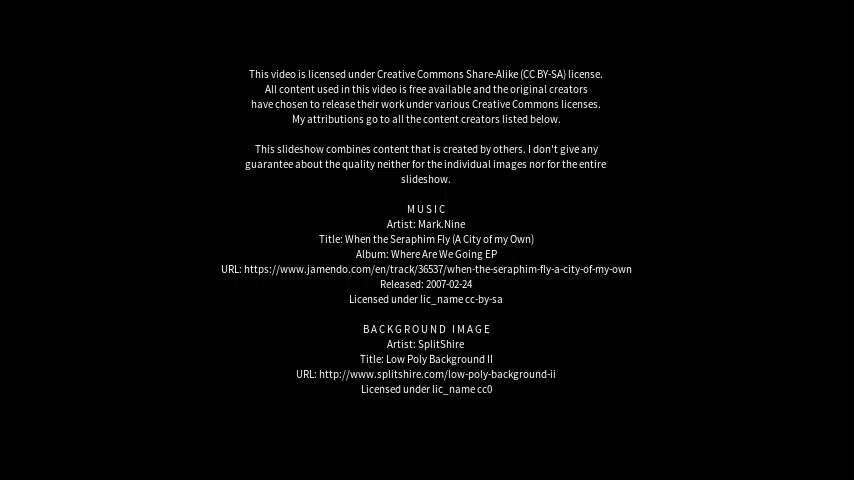 This video is licensed under Creative Commons Share-Alike (CC BY-SA) license.
All content used in this video is free available and the original creators
have chosen to release their work under various Creative Commons licenses.
My attributions go to all the content creators listed below.
This slideshow combines content that is created by others. I don't give any
guarantee about the quality neither for the individual images nor for the entire
slideshow.
MUSIC
Artist: Mark.Nine
Title: When the Seraphim Fly (A City of my Own)
Album: Where Are We Going EP
URL: https://www.jamendo.com/en/track/36537/when-the-seraphim-fly-a-city-of-my-own
Released: 2007-02-24
Licensed under lic_name cc-by-sa
BACKGROUND IMAGE
Artist: SplitShire
Title: Low Poly Background II
URL: http://www.splitshire.com/low-poly-background-ii
Licensed under lic_name cc0